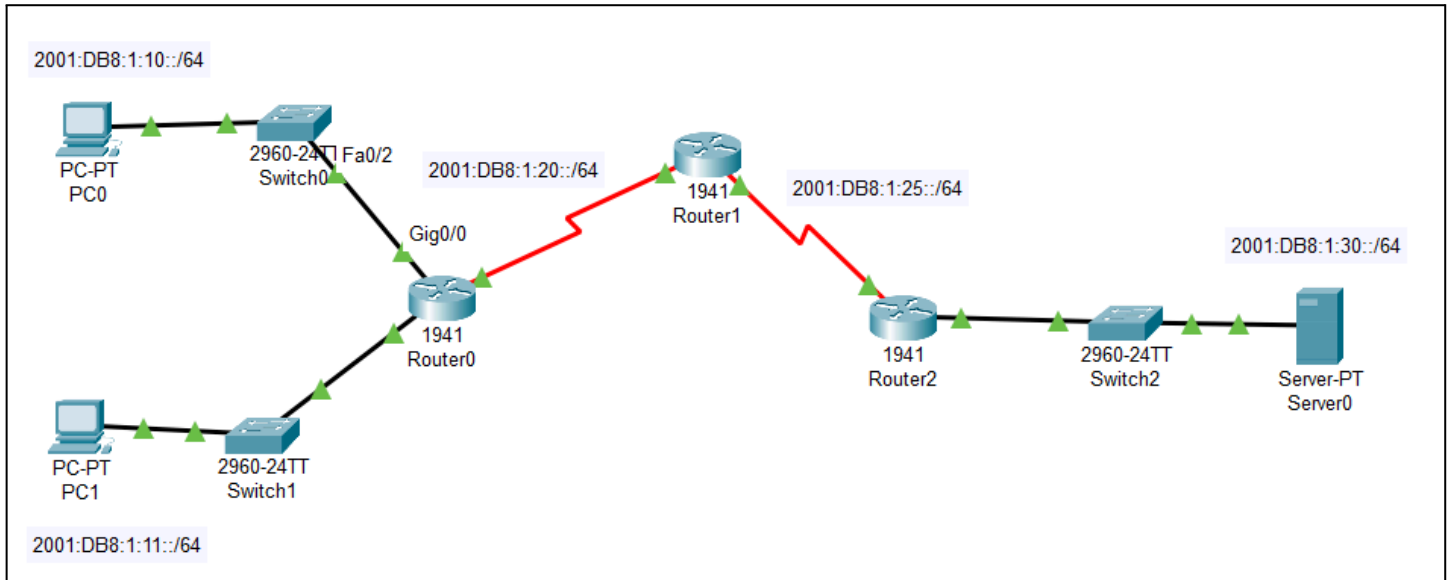 2001:DB8:1:10::/64
PC-PT
PC0
2960-24TT
Switch0
Fa0/2
2001:DB8:1:20::/64
1941
Router1
2001:DB8:1:25::/64
Gig0/0
2001:DB8:1:30::/64
1941
Router0
1941
Router2
2960-24TT
Switch2
Server-PT
Server0
PC-PT
PC1
2960-24TT
Switch1
2001:DB8:1:11::/64